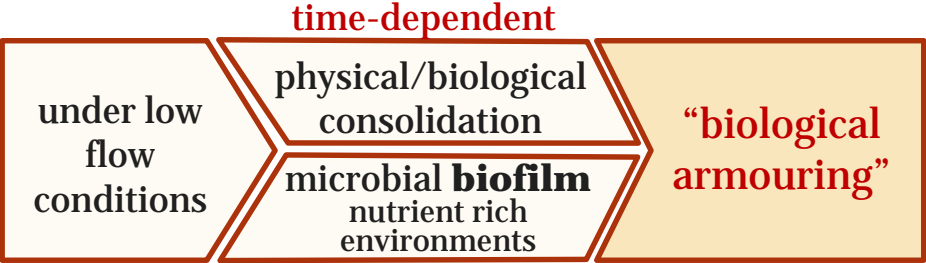 time-dependent
under low
flow
conditions
physical/biological
consolidation
microbial biofilm
nutrient rich
environments
“biological
armouring”